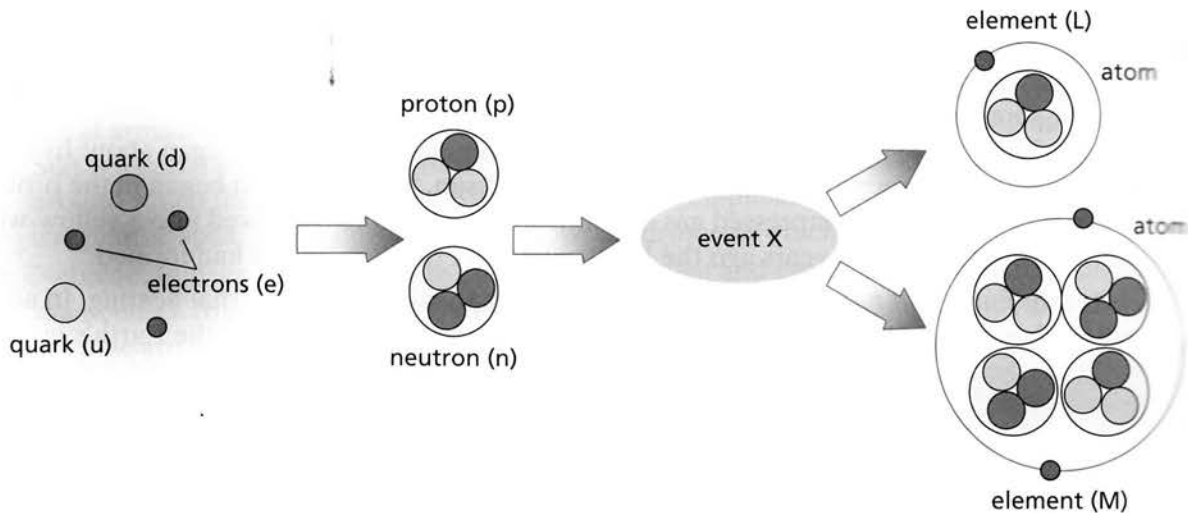 element (L)
atom
proton (p)
quark (d)
electrons (e)
quark (u)
neutron (n)
event X
atom
element (M)